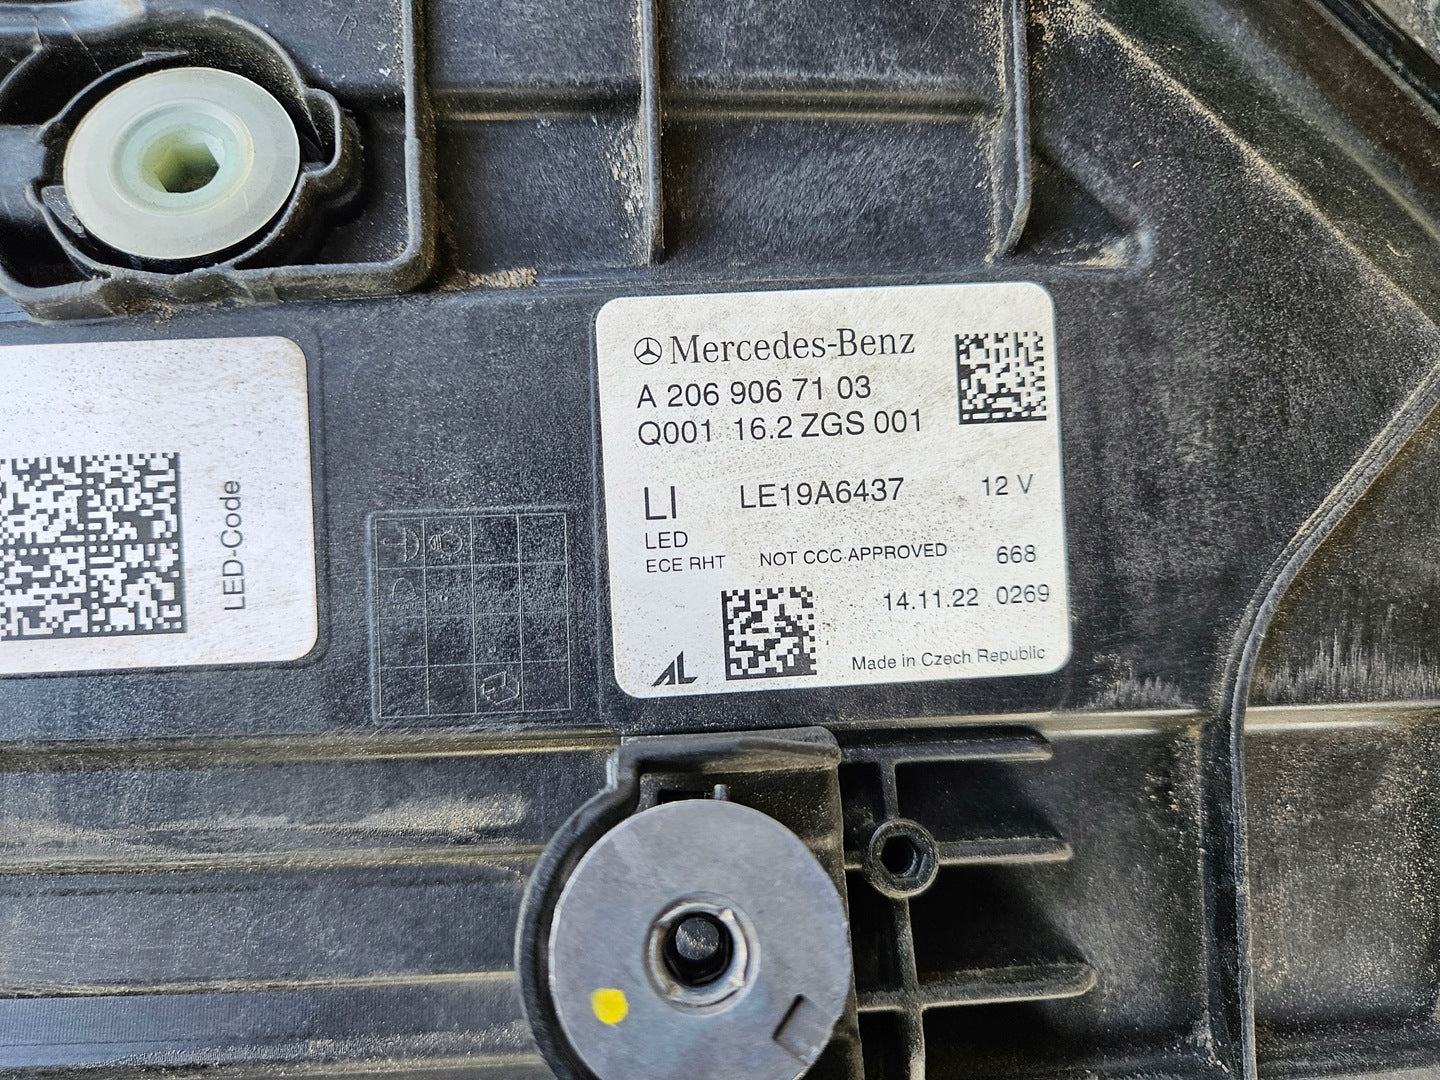 Mercedes-Benz
A 206 906 71 03
Q001 16.2 ZGS 001
LI LE19A6437 12 V
LED
ECE RHT NOT CCC APPROVED 668
14.11.22 0269
AL Made in Czech Republic
LED-Code